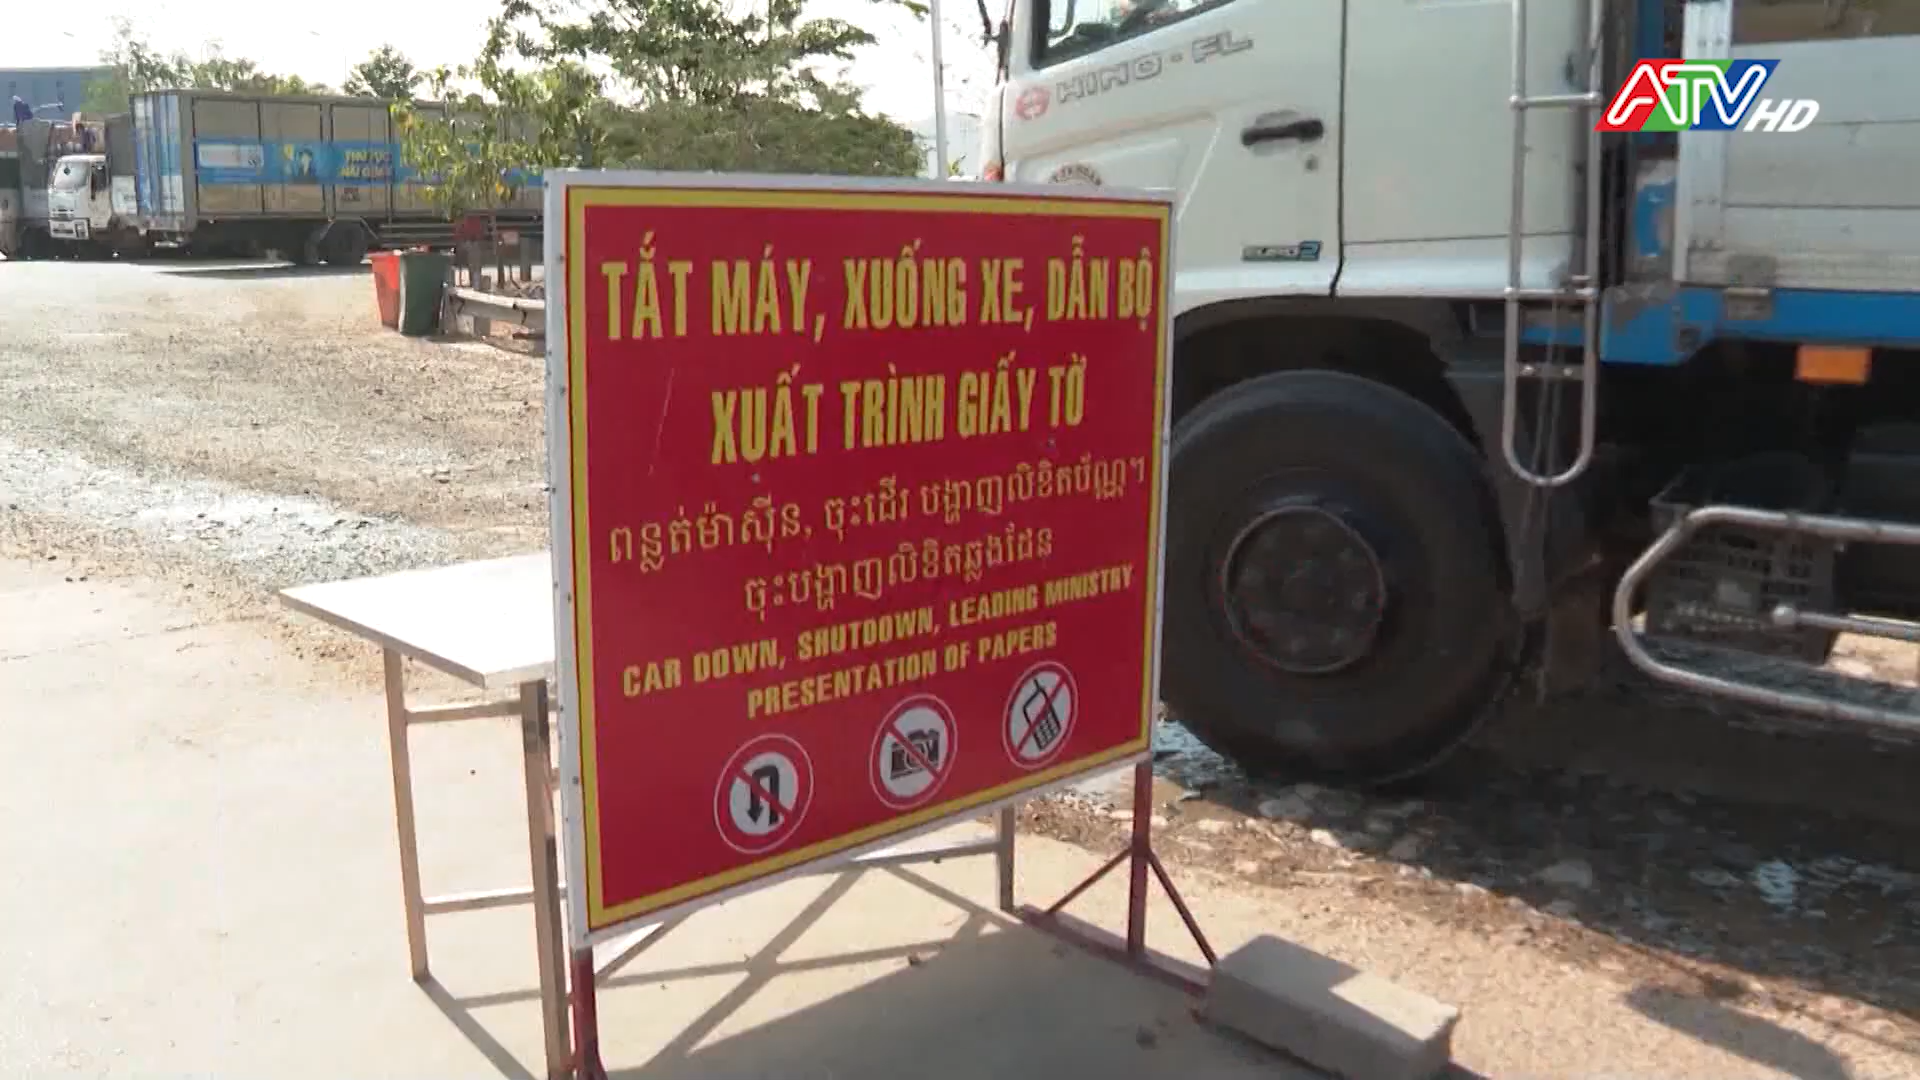 TẮT MÁY, XUỐNG XE, DẪN BỘ
XUẤT TRÌNH GIẤY TỜ
ពន្លត់ម៉ាស៊ីន, ចុះដើរ បង្ហាញលិខិតប័ណ្ណ។
ចុះបង្ហាញលិខិតឆ្លងដែន
CAR DOWN, SHUTDOWN, LEADING MINISTRY
PRESENTATION OF PAPERS
HINO - FL
EURO 2
ATV HD